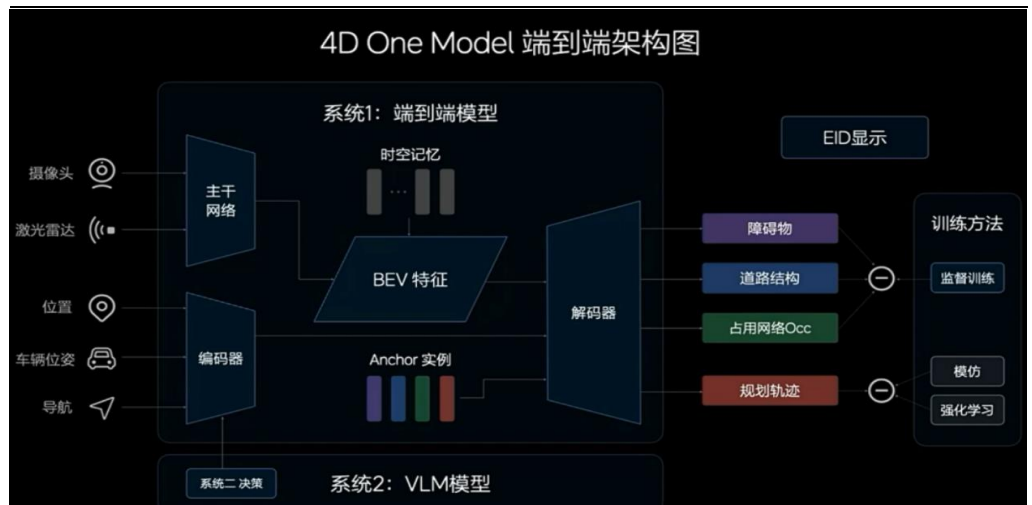 4D One Model 端到端架构图
系统1：端到端模型
EID显示
时空记忆
摄像头
主干
网络
激光雷达
障碍物
训练方法
BEV 特征
道路结构
监督训练
位置
解码器
占用网络Occ
车辆位姿
编码器
Anchor 实例
模仿
规划轨迹
导航
强化学习
系统二 决策
系统2：VLM模型